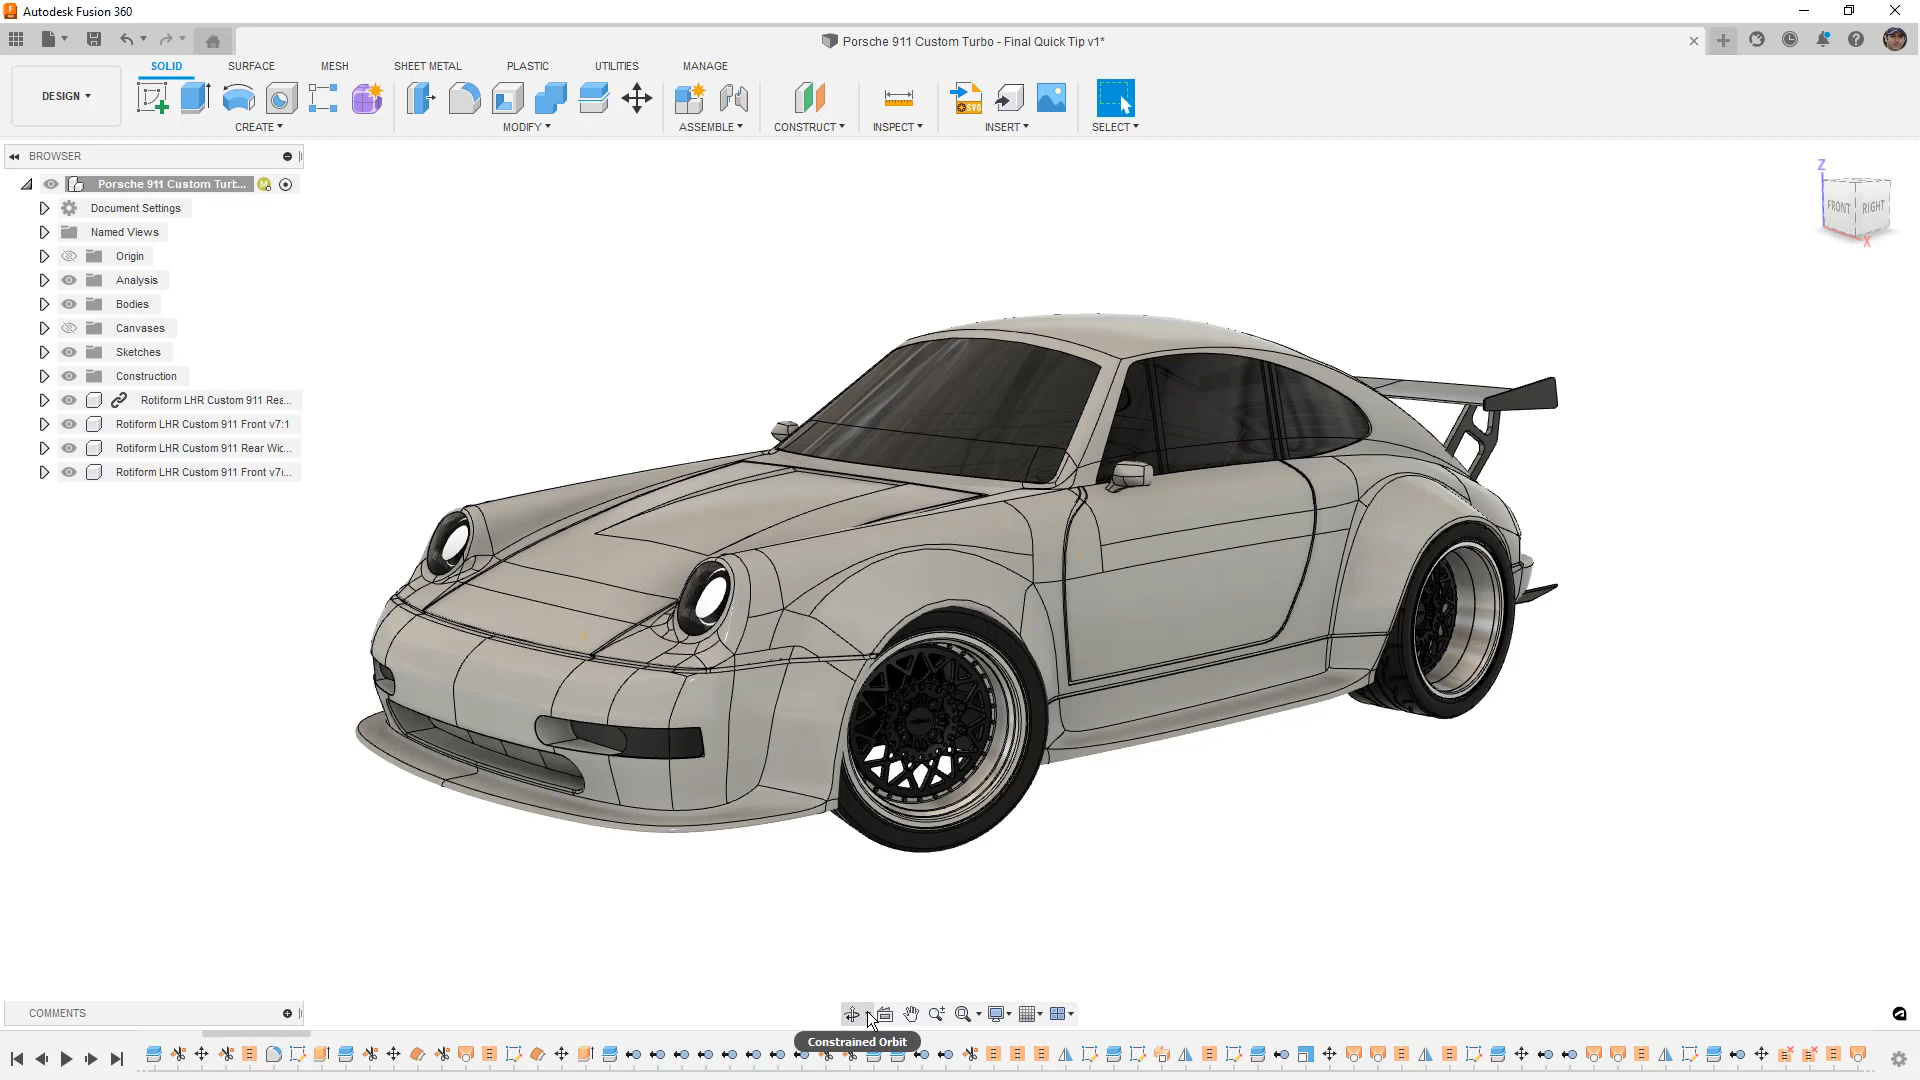 Autodesk Fusion 360
Porsche 911 Custom Turbo - Final Quick Tip v1*
DESIGN
SOLID
SURFACE
MESH
SHEET METAL
PLASTIC
UTILITIES
MANAGE
CREATE
MODIFY
ASSEMBLE
CONSTRUCT
INSPECT
INSERT
SELECT
SVG
BROWSER
Porsche 911 Custom Turt...
Document Settings
Named Views
Origin
Analysis
Bodies
Canvases
Sketches
Construction
Rotiform LHR Custom 911 Rea...
Rotiform LHR Custom 911 Front v7:1
Rotiform LHR Custom 911 Rear Wic...
Rotiform LHR Custom 911 Front v7(...
Z
FRONT
RIGHT
X
COMMENTS
Constrained Orbit